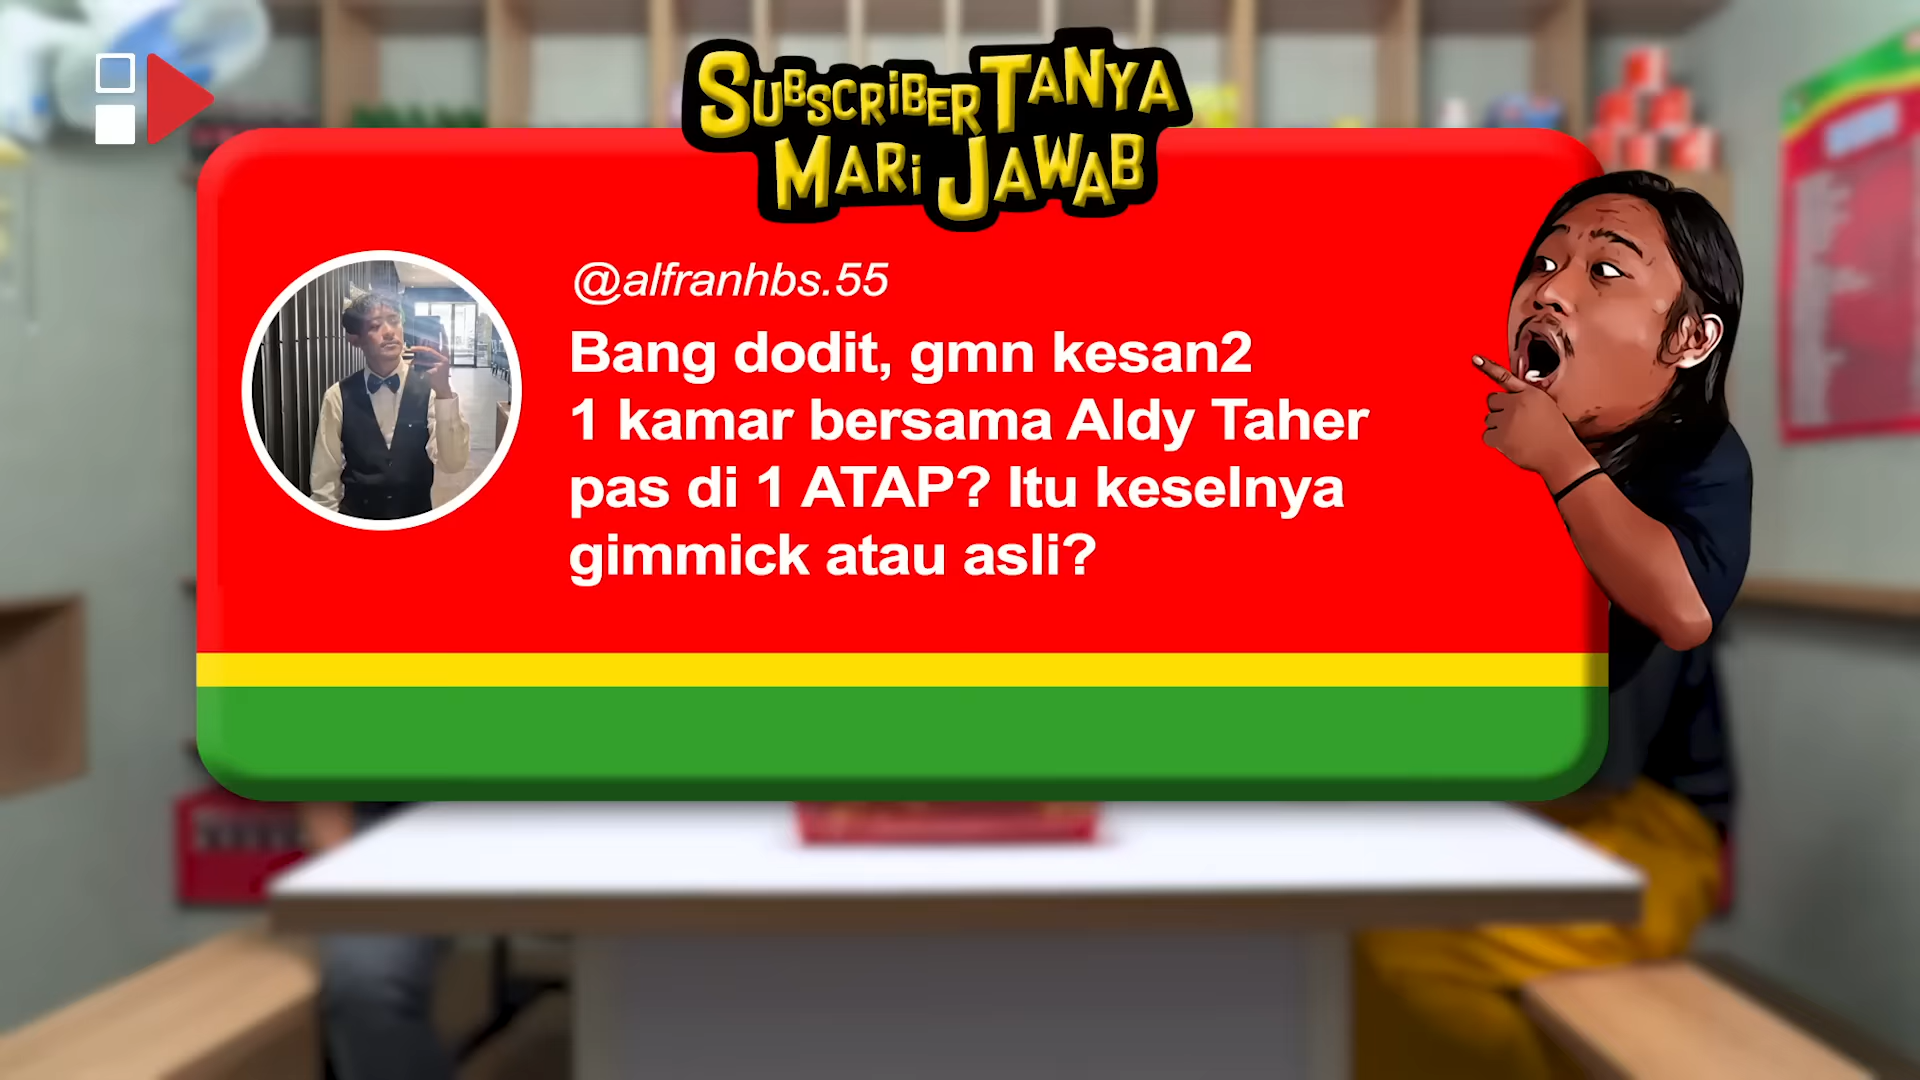 SUBSCRIBER TANYA
MARI JAWAB
@alfranhbs.55
Bang dodit, gmn kesan2
1 kamar bersama Aldy Taher
pas di 1 ATAP? Itu keselnya
gimmick atau asli?